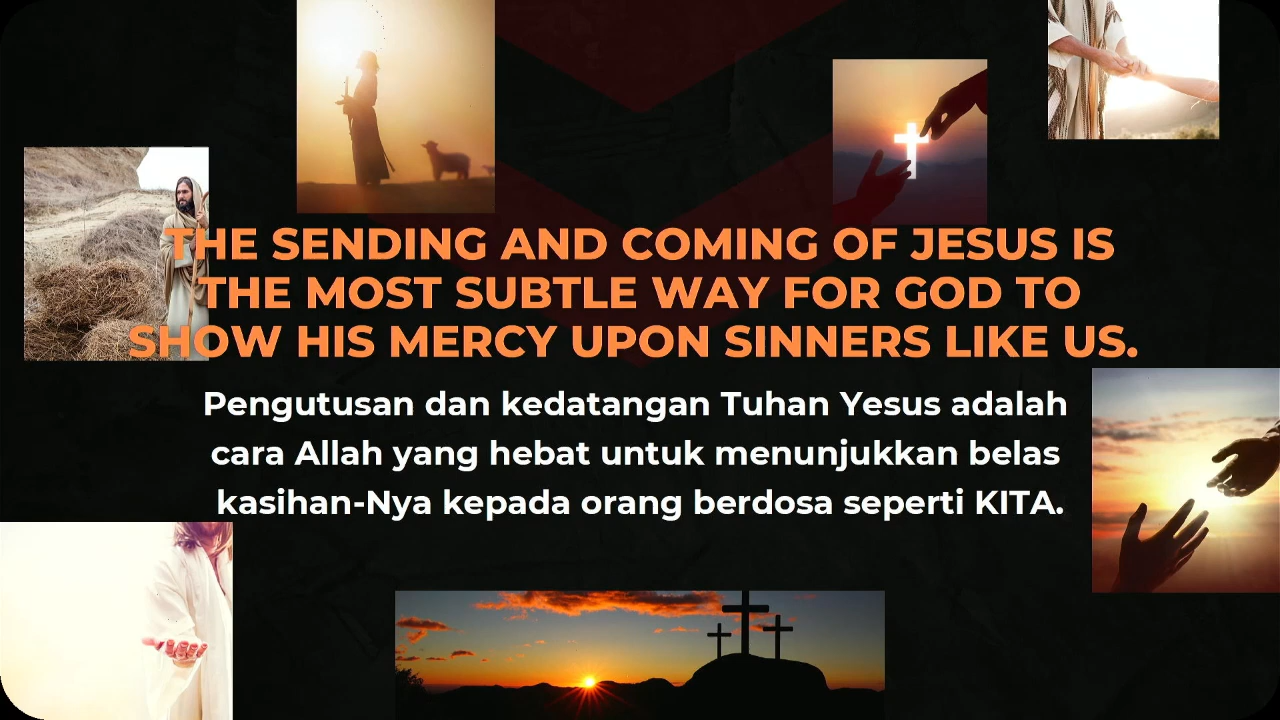 THE SENDING AND COMING OF JESUS IS
THE MOST SUBTLE WAY FOR GOD TO
SHOW HIS MERCY UPON SINNERS LIKE US.
Pengutusan dan kedatangan Tuhan Yesus adalah
cara Allah yang hebat untuk menunjukkan belas
kasihan-Nya kepada orang berdosa seperti KITA.